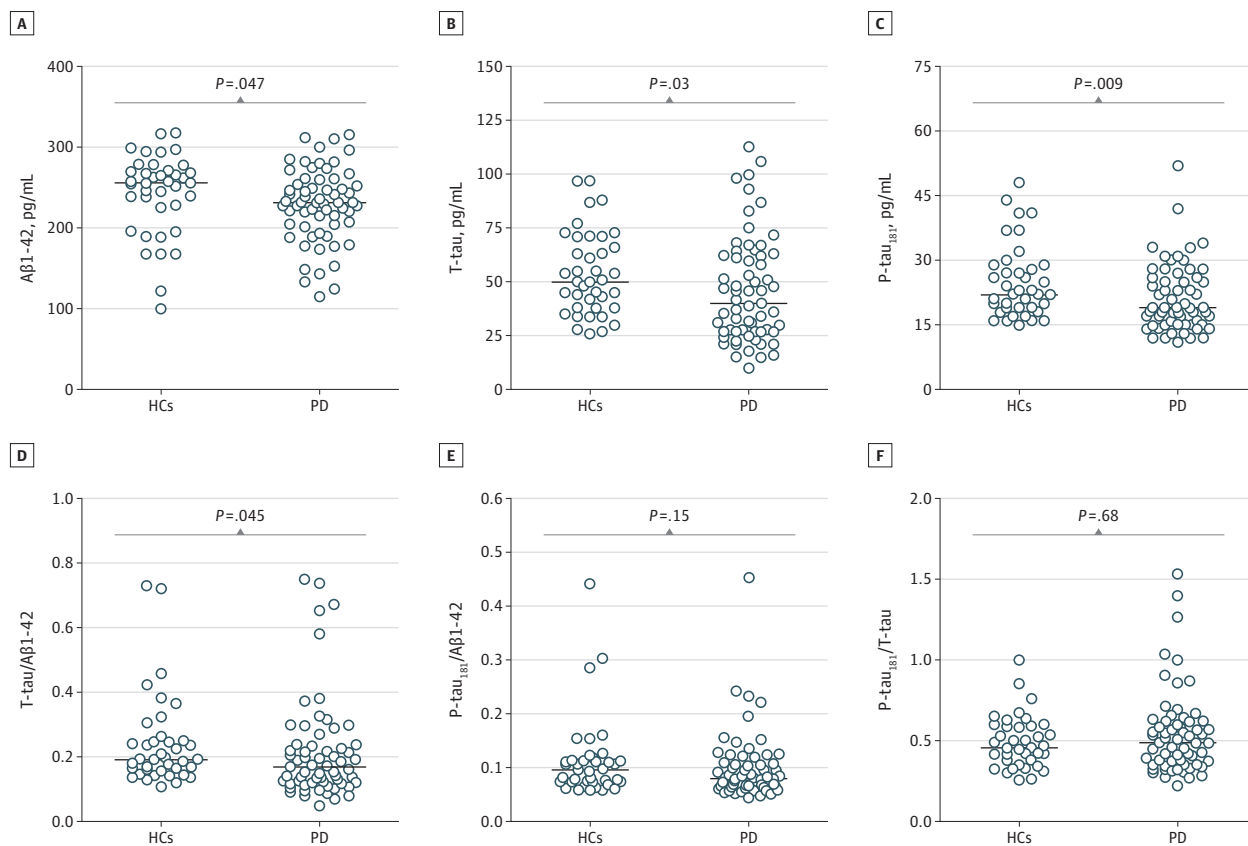 A
Aβ1-42, pg/mL
400
300
200
100
0
P=.047
HCs
PD
B
T-tau, pg/mL
150
125
100
75
50
25
0
P=.03
HCs
PD
C
P-tau181, pg/mL
75
60
45
30
15
0
P=.009
HCs
PD
D
T-tau/Aβ1-42
1.0
0.8
0.6
0.4
0.2
0.0
P=.045
HCs
PD
E
P-tau181/Aβ1-42
0.6
0.5
0.4
0.3
0.2
0.1
0.0
P=.15
HCs
PD
F
P-tau181/T-tau
2.0
1.5
1.0
0.5
0.0
P=.68
HCs
PD